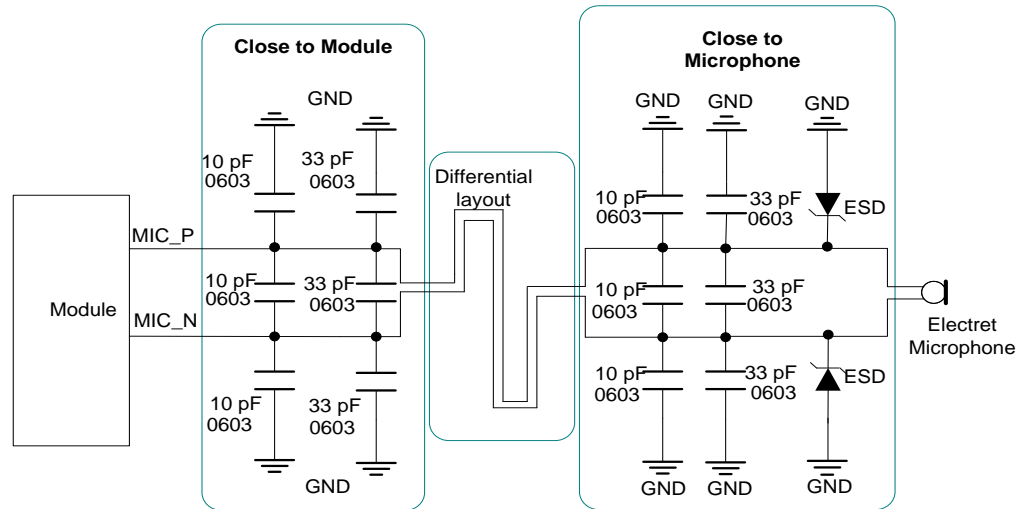 Close to Module
Close to
Microphone
GND
GND
GND
GND
10 pF
0603
33 pF
0603
Differential
layout
10 pF
0603
33 pF
0603
ESD
MIC_P
10 pF
0603
33 pF
0603
10 pF
0603
33 pF
0603
Module
MIC_N
Electret
Microphone
10 pF
0603
33 pF
0603
10 pF
0603
33 pF
0603
ESD
GND
GND
GND
GND